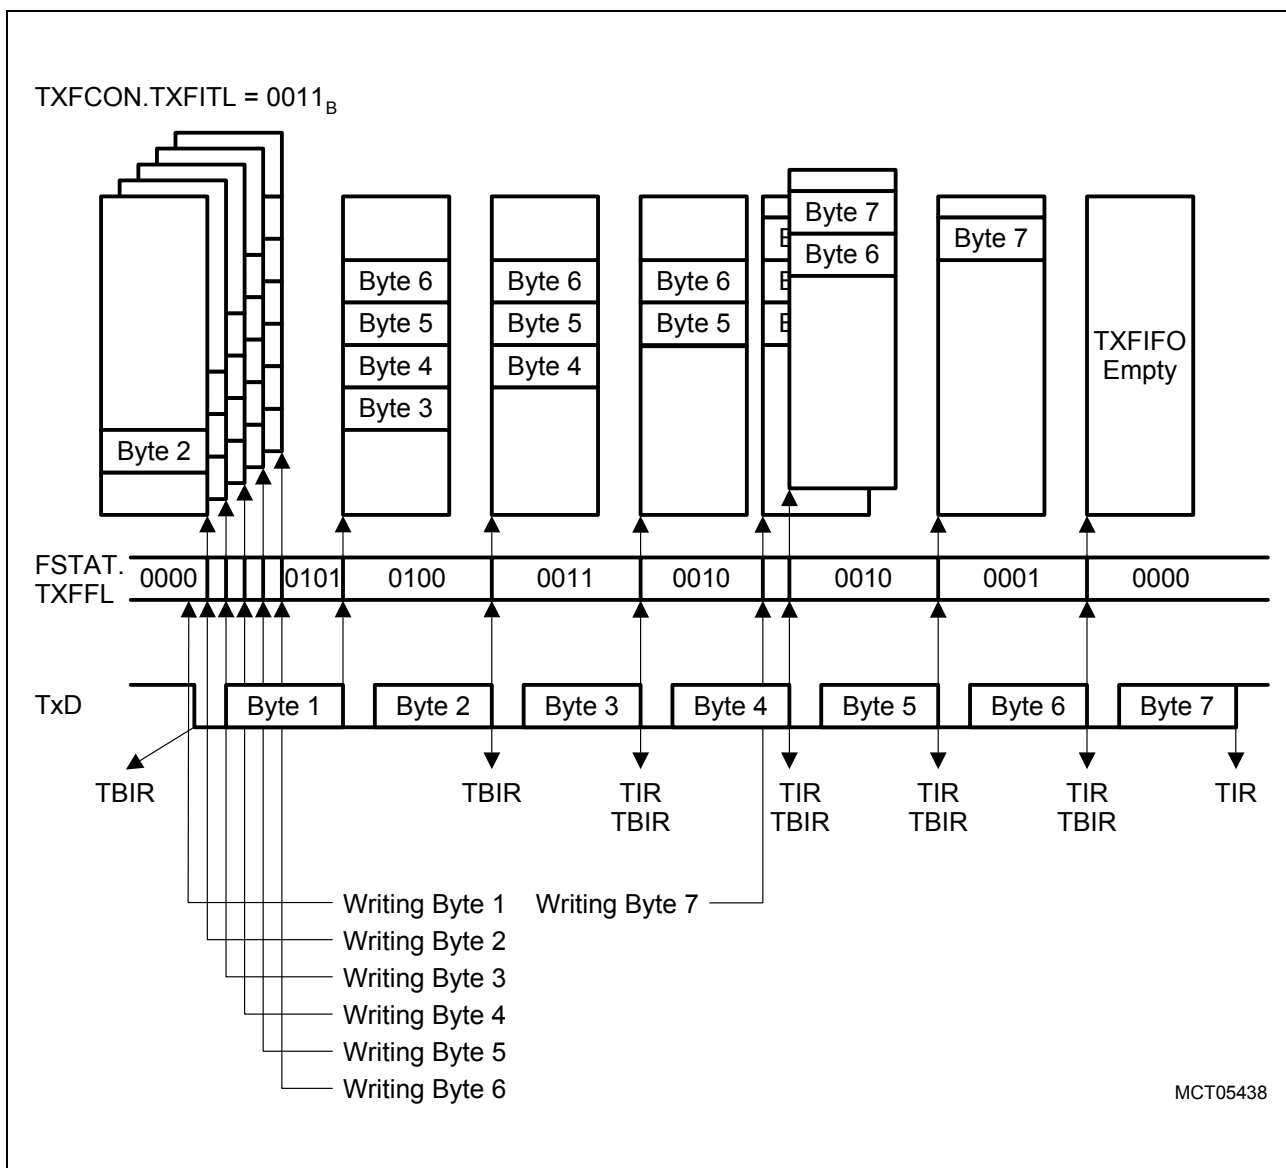 TXFCON.TXFITL = 0011B
Byte 7
Byte 7
Byte 6
Byte 6
Byte 6
Byte 6
Byte 5
Byte 5
Byte 5
Byte 4
Byte 4
Byte 3
Byte 2
TXFIFO
Empty
FSTAT.
TXFFL
0000 0101 0100 0011 0010 0010 0001 0000
TxD
Byte 1 Byte 2 Byte 3 Byte 4 Byte 5 Byte 6 Byte 7
TBIR TBIR TIR TIR TIR TIR TIR
TBIR TBIR TBIR TBIR
Writing Byte 1 Writing Byte 7
Writing Byte 2
Writing Byte 3
Writing Byte 4
Writing Byte 5
Writing Byte 6
MCT05438